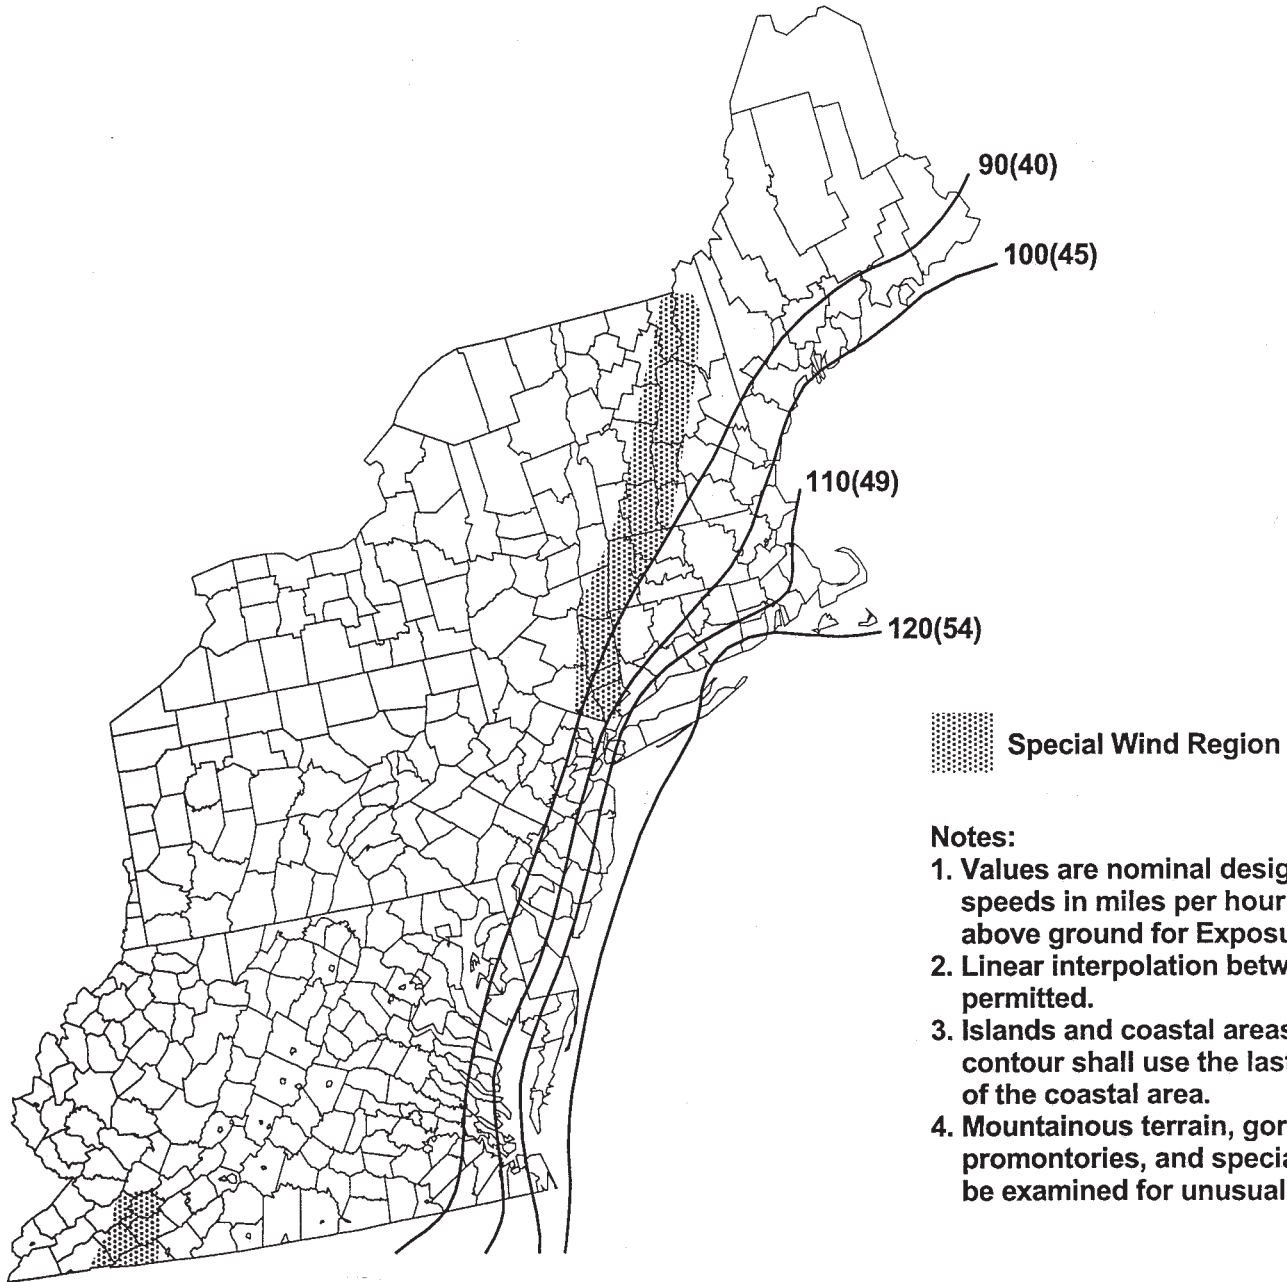 90(40)
100(45)
110(49)
120(54)
Special Wind Region
Notes:
1. Values are nominal desig
speeds in miles per hour
above ground for Exposu
2. Linear interpolation betw
permitted.
3. Islands and coastal areas
contour shall use the last
of the coastal area.
4. Mountainous terrain, gor
promontories, and specia
be examined for unusual